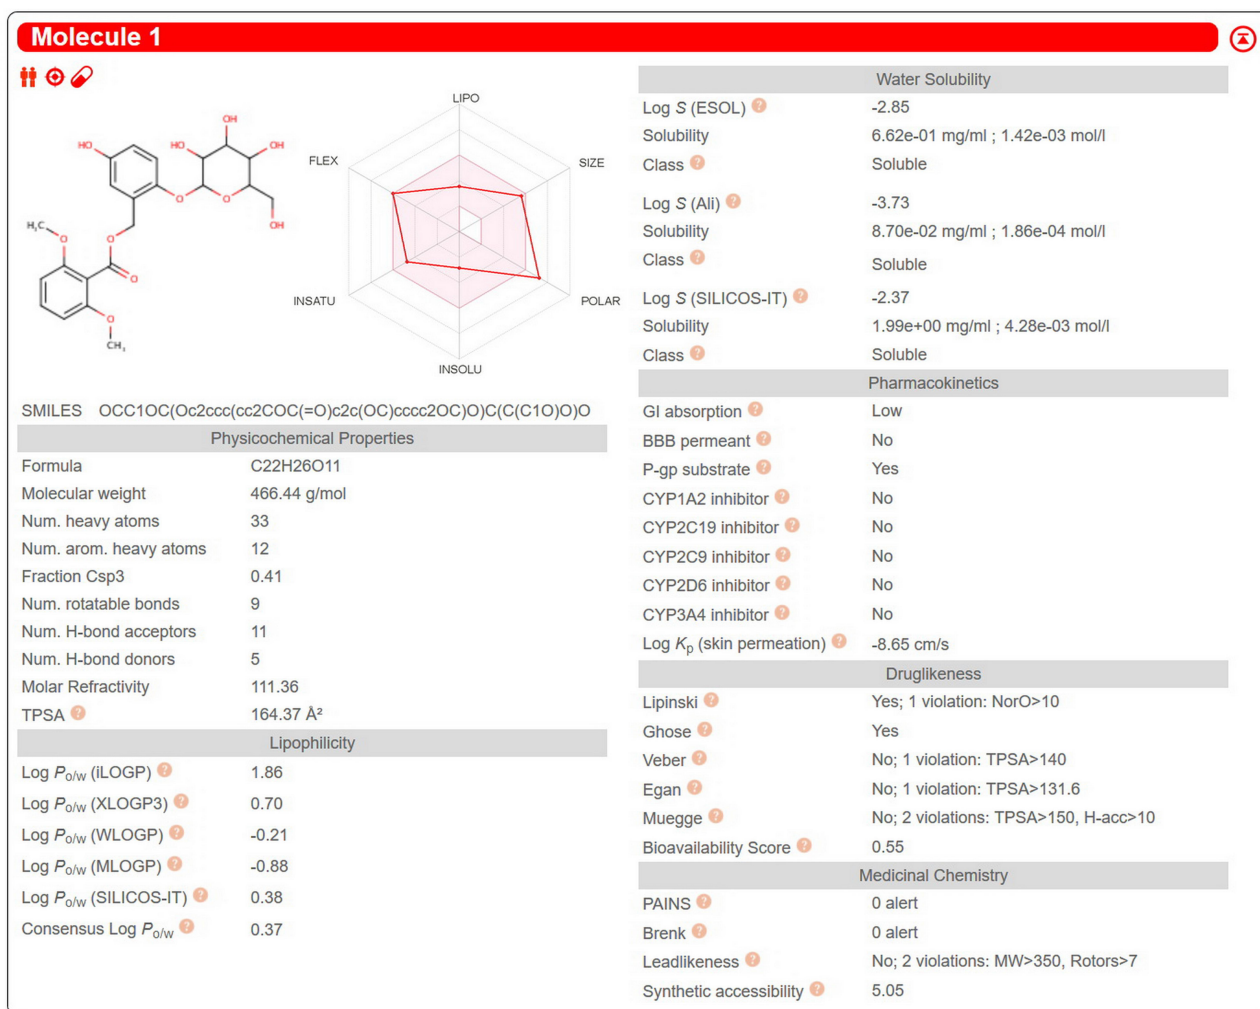 Molecule 1
OH
HO
OH
HO
OH
O
O
OH
H₃C
O
O
O
O
CH₃
LIPO
FLEX
SIZE
INSATU
POLAR
INSOLU
SMILES OCC1OC(Oc2ccc(cc2COC(=O)c2c(OC)cccc2OC)O)C(C(C1O)O)O
Physicochemical Properties
Formula C22H26O11
Molecular weight 466.44 g/mol
Num. heavy atoms 33
Num. arom. heavy atoms 12
Fraction Csp3 0.41
Num. rotatable bonds 9
Num. H-bond acceptors 11
Num. H-bond donors 5
Molar Refractivity 111.36
TPSA ? 164.37 Å²
Lipophilicity
Log Po/w (iLOGP) ? 1.86
Log Po/w (XLOGP3) ? 0.70
Log Po/w (WLOGP) ? -0.21
Log Po/w (MLOGP) ? -0.88
Log Po/w (SILICOS-IT) ? 0.38
Consensus Log Po/w ? 0.37
Water Solubility
Log S (ESOL) ? -2.85
Solubility 6.62e-01 mg/ml ; 1.42e-03 mol/l
Class ? Soluble
Log S (Ali) ? -3.73
Solubility 8.70e-02 mg/ml ; 1.86e-04 mol/l
Class ? Soluble
Log S (SILICOS-IT) ? -2.37
Solubility 1.99e+00 mg/ml ; 4.28e-03 mol/l
Class ? Soluble
Pharmacokinetics
GI absorption ? Low
BBB permeant ? No
P-gp substrate ? Yes
CYP1A2 inhibitor ? No
CYP2C19 inhibitor ? No
CYP2C9 inhibitor ? No
CYP2D6 inhibitor ? No
CYP3A4 inhibitor ? No
Log Kp (skin permeation) ? -8.65 cm/s
Druglikeness
Lipinski ? Yes; 1 violation: NorO>10
Ghose ? Yes
Veber ? No; 1 violation: TPSA>140
Egan ? No; 1 violation: TPSA>131.6
Muegge ? No; 2 violations: TPSA>150, H-acc>10
Bioavailability Score ? 0.55
Medicinal Chemistry
PAINS ? 0 alert
Brenk ? 0 alert
Leadlikeness ? No; 2 violations: MW>350, Rotors>7
Synthetic accessibility ? 5.05